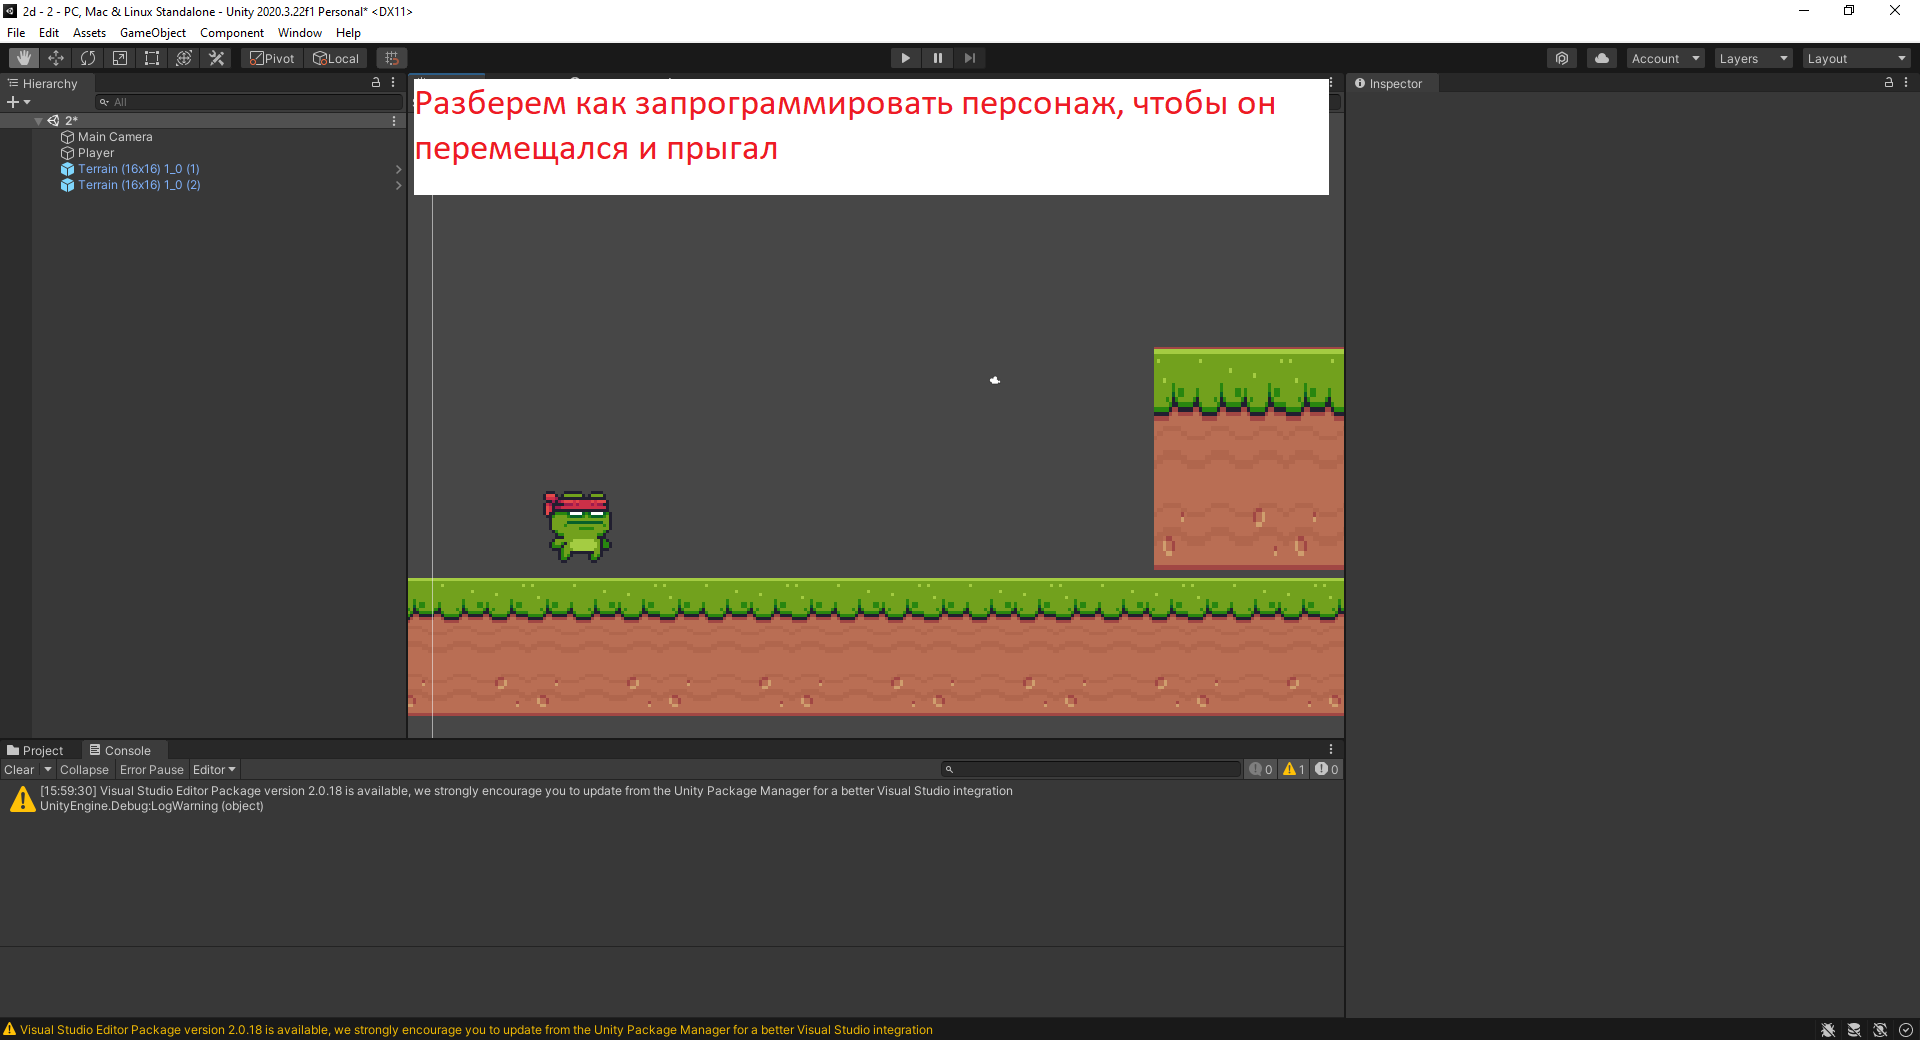 2d - 2 - PC, Mac & Linux Standalone - Unity 2020.3.22f1 Personal* <DX11>
File Edit Assets GameObject Component Window Help
Pivot Local Account Layers Layout
Hierarchy
Inspector
All
2*
Main Camera
Player
Terrain (16x16) 1_0 (1)
Terrain (16x16) 1_0 (2)
Разберем как запрограммировать персонаж, чтобы он
перемещался и прыгал
Project Console
Clear Collapse Error Pause Editor 0 1 0
[15:59:30] Visual Studio Editor Package version 2.0.18 is available, we strongly encourage you to update from the Unity Package Manager for a better Visual Studio integration
UnityEngine.Debug:LogWarning (object)
Visual Studio Editor Package version 2.0.18 is available, we strongly encourage you to update from the Unity Package Manager for a better Visual Studio integration